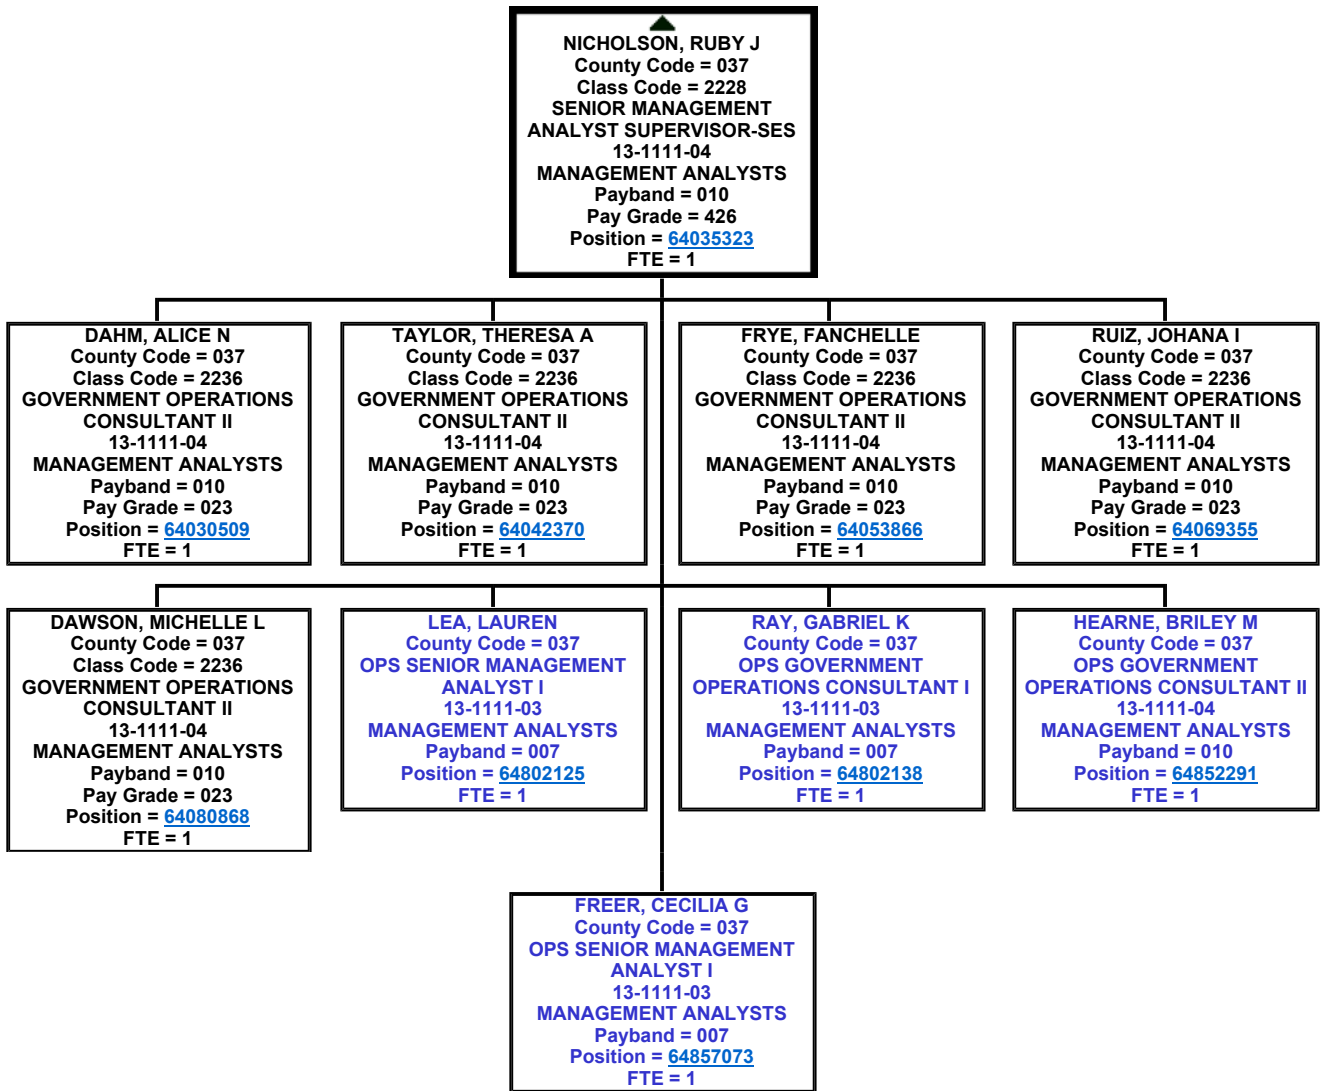 NICHOLSON, RUBY J
County Code = 037
Class Code = 2228
SENIOR MANAGEMENT
ANALYST SUPERVISOR-SES
13-1111-04
MANAGEMENT ANALYSTS
Payband = 010
Pay Grade = 426
Position = 64035323
FTE = 1
DAHM, ALICE N
County Code = 037
Class Code = 2236
GOVERNMENT OPERATIONS
CONSULTANT II
13-1111-04
MANAGEMENT ANALYSTS
Payband = 010
Pay Grade = 023
Position = 64030509
FTE = 1
TAYLOR, THERESA A
County Code = 037
Class Code = 2236
GOVERNMENT OPERATIONS
CONSULTANT II
13-1111-04
MANAGEMENT ANALYSTS
Payband = 010
Pay Grade = 023
Position = 64042370
FTE = 1
FRYE, FANCHELLE
County Code = 037
Class Code = 2236
GOVERNMENT OPERATIONS
CONSULTANT II
13-1111-04
MANAGEMENT ANALYSTS
Payband = 010
Pay Grade = 023
Position = 64053866
FTE = 1
RUIZ, JOHANA I
County Code = 037
Class Code = 2236
GOVERNMENT OPERATIONS
CONSULTANT II
13-1111-04
MANAGEMENT ANALYSTS
Payband = 010
Pay Grade = 023
Position = 64069355
FTE = 1
DAWSON, MICHELLE L
County Code = 037
Class Code = 2236
GOVERNMENT OPERATIONS
CONSULTANT II
13-1111-04
MANAGEMENT ANALYSTS
Payband = 010
Pay Grade = 023
Position = 64080868
FTE = 1
LEA, LAUREN
County Code = 037
OPS SENIOR MANAGEMENT
ANALYST I
13-1111-03
MANAGEMENT ANALYSTS
Payband = 007
Position = 64802125
FTE = 1
RAY, GABRIEL K
County Code = 037
OPS GOVERNMENT
OPERATIONS CONSULTANT I
13-1111-03
MANAGEMENT ANALYSTS
Payband = 007
Position = 64802138
FTE = 1
HEARNE, BRILEY M
County Code = 037
OPS GOVERNMENT
OPERATIONS CONSULTANT II
13-1111-04
MANAGEMENT ANALYSTS
Payband = 010
Position = 64852291
FTE = 1
FREER, CECILIA G
County Code = 037
OPS SENIOR MANAGEMENT
ANALYST I
13-1111-03
MANAGEMENT ANALYSTS
Payband = 007
Position = 64857073
FTE = 1